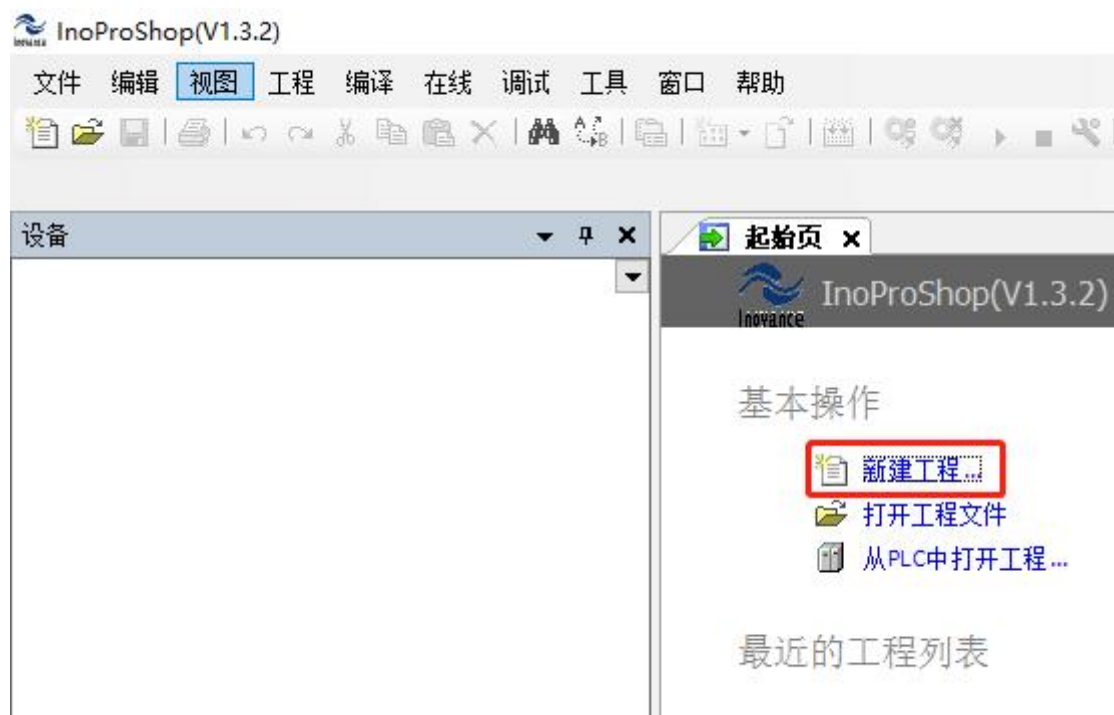 InoProShop(V1.3.2)
文件 编辑 视图 工程 编译 在线 调试 工具 窗口 帮助
设备
起始页
InoProShop(V1.3.2)
Inovance
基本操作
新建工程...
打开工程文件
从PLC中打开工程...
最近的工程列表